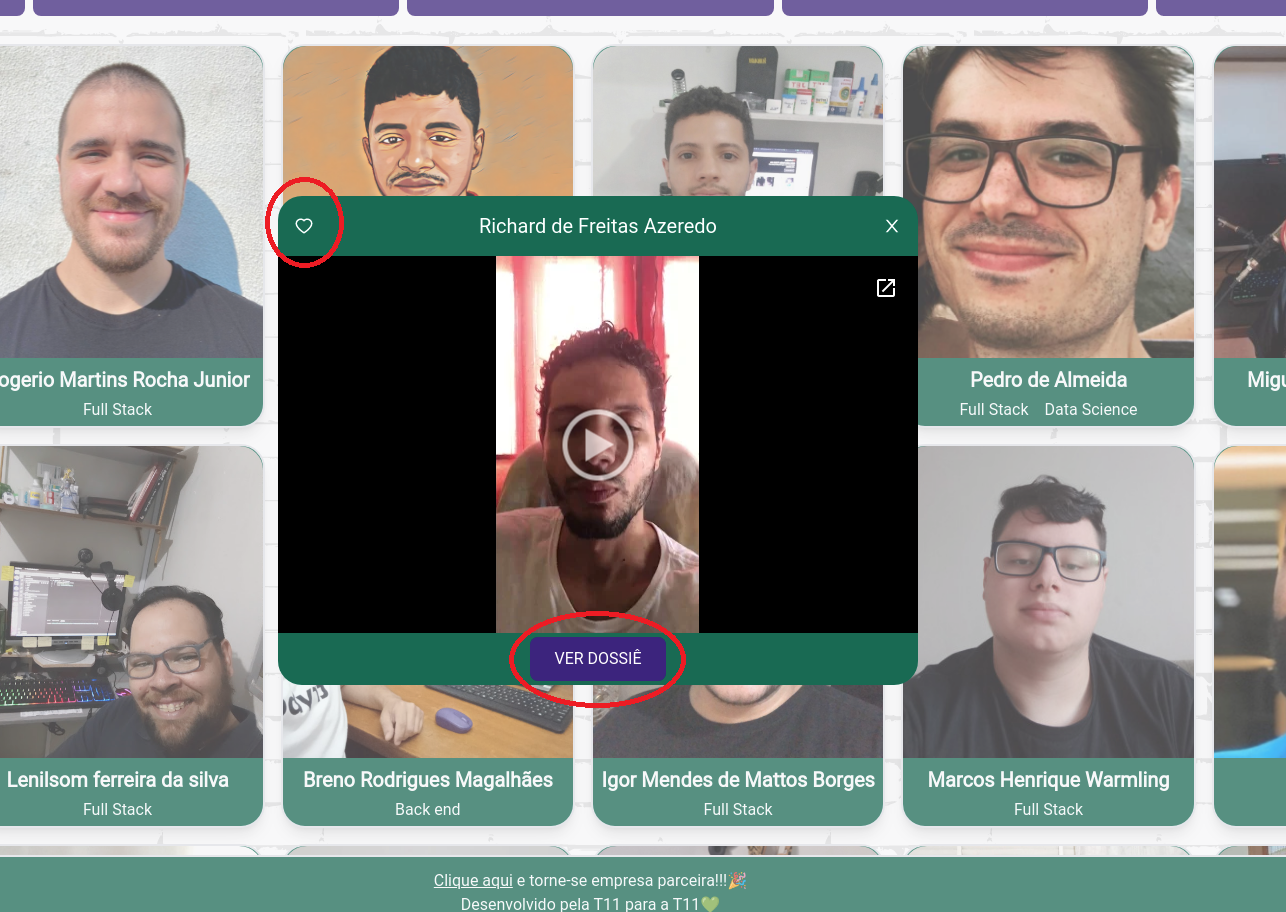 Richard de Freitas Azeredo
ogerio Martins Rocha Junior
Full Stack
Pedro de Almeida
Full Stack Data Science
Migu
VER DOSSIÊ
Lenilsom ferreira da silva
Full Stack
Breno Rodrigues Magalhães
Back end
Igor Mendes de Mattos Borges
Full Stack
Marcos Henrique Warmling
Full Stack
Clique aqui e torne-se empresa parceira!!!🎉
Desenvolvido pela T11 para a T11💚